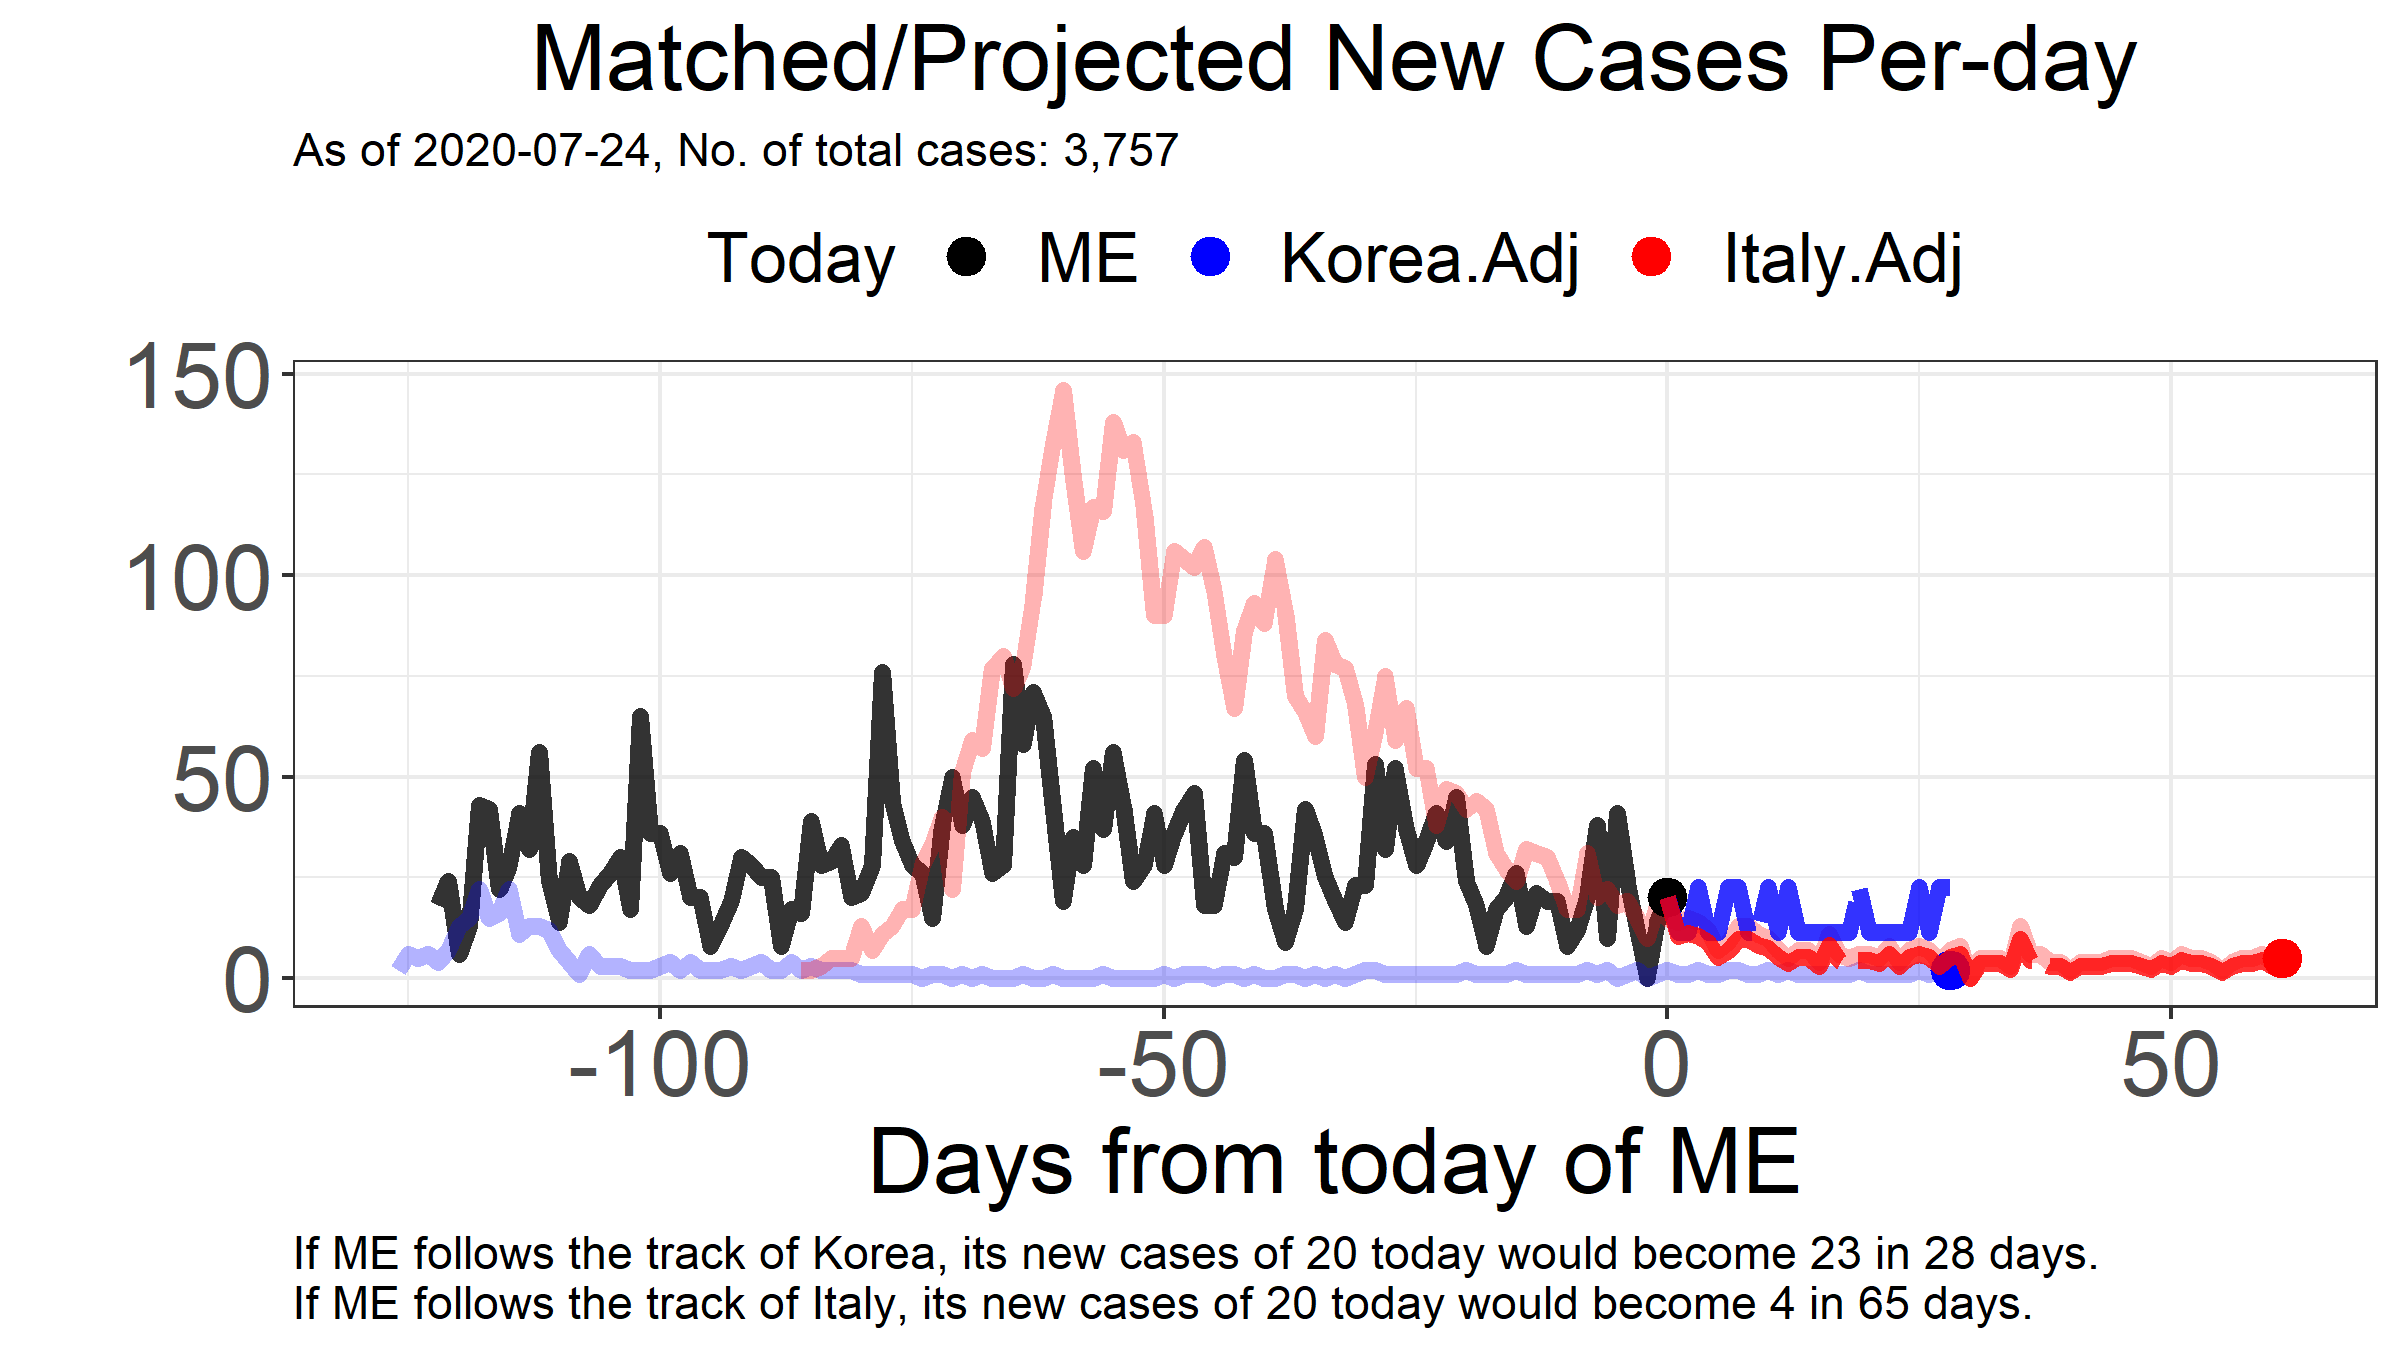 Matched/Projected New Cases Per-day
As of 2020-07-24, No. of total cases: 3,757
Today ME Korea.Adj Italy.Adj
150
100
50
0
-100 -50 0 50
Days from today of ME
If ME follows the track of Korea, its new cases of 20 today would become 23 in 28 days.
If ME follows the track of Italy, its new cases of 20 today would become 4 in 65 days.